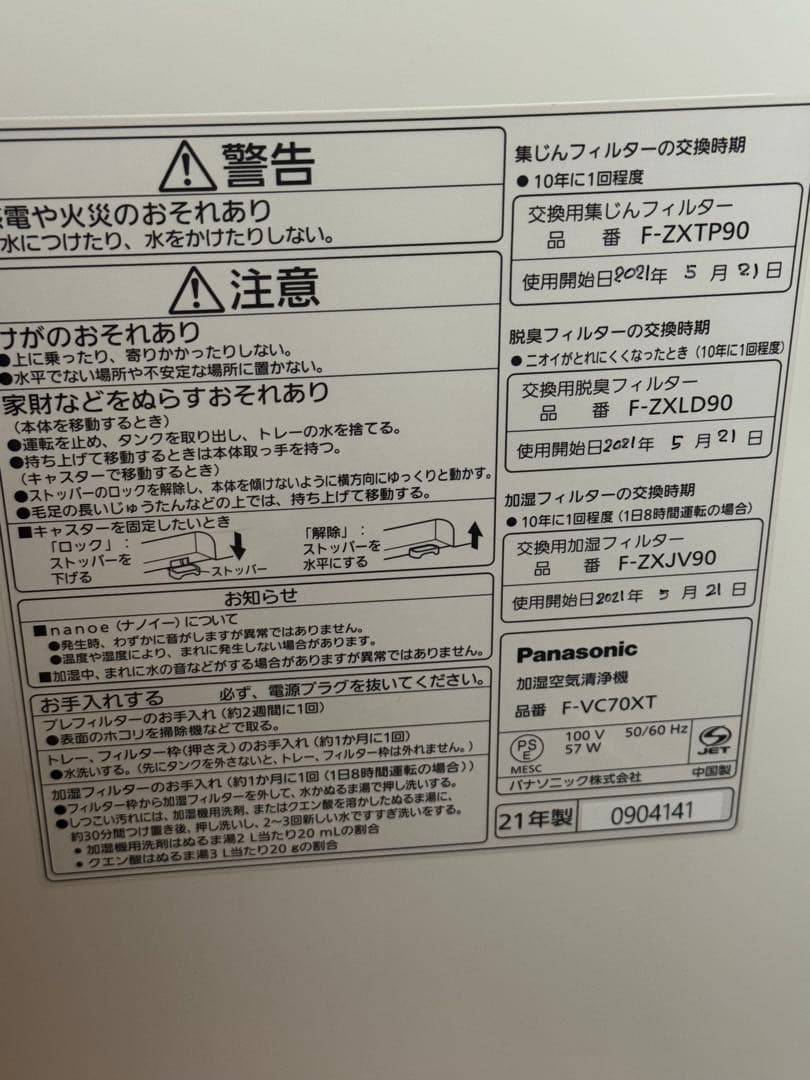 ⚠警告
感電や火災のおそれあり
水につけたり、水をかけたりしない。
⚠注意
けがのおそれあり
●上に乗ったり、寄りかかったりしない。
●水平でない場所や不安定な場所に置かない。
家財などをぬらすおそれあり
(本体を移動するとき)
●運転を止め、タンクを取り出し、トレーの水を捨てる。
●持ち上げて移動するときは本体取っ手を持つ。
(キャスターで移動するとき)
●ストッパーのロックを解除し、本体を傾けないように横方向にゆっくりと動かす。
●毛足の長いじゅうたんなどの上では、持ち上げて移動する。
■キャスターを固定したいとき
「ロック」:
ストッパーを
下げる
ストッパー
「解除」:
ストッパーを
水平にする
お知らせ
■nanoe(ナノイー)について
●発生時、わずかに音がしますが異常ではありません。
●温度や湿度により、まれに発生しない場合があります。
■加湿中、まれに水の音などがする場合がありますが異常ではありません。
お手入れする 必ず、電源プラグを抜いてください。
プレフィルターのお手入れ(約2週間に1回)
●表面のホコリを掃除機などで取る。
トレー、フィルター枠(押さえ)のお手入れ(約1か月に1回)
●水洗いする。(先にタンクを外さないと、トレー、フィルター枠は外れません。)
加湿フィルターのお手入れ(約1か月に1回(1日8時間運転の場合))
●フィルター枠から加湿フィルターを外して、水かぬるま湯で押し洗いする。
●しつこい汚れには、加湿機用洗剤、またはクエン酸を溶かしたぬるま湯に、
約30分間つけ置き後、押し洗いし、2~3回新しい水ですすぎ洗いをする。
・加湿機用洗剤はぬるま湯2L当たり20mLの割合
・クエン酸はぬるま湯3L当たり20gの割合
集じんフィルターの交換時期
●10年に1回程度
交換用集じんフィルター
品 番 F-ZXTP90
使用開始日2021年 5 月 21日
脱臭フィルターの交換時期
●ニオイがとれにくくなったとき(10年に1回程度)
交換用脱臭フィルター
品 番 F-ZXLD90
使用開始日2021年 5 月 21 日
加湿フィルターの交換時期
●10年に1回程度(1日8時間運転の場合)
交換用加湿フィルター
品 番 F-ZXJV90
使用開始日2021年 5 月 21 日
Panasonic
加湿空気清浄機
品番 F-VC70XT
PS
E
MESC
100 V 50/60 Hz
57 W
JET
パナソニック株式会社 中国製
21年製 0904141